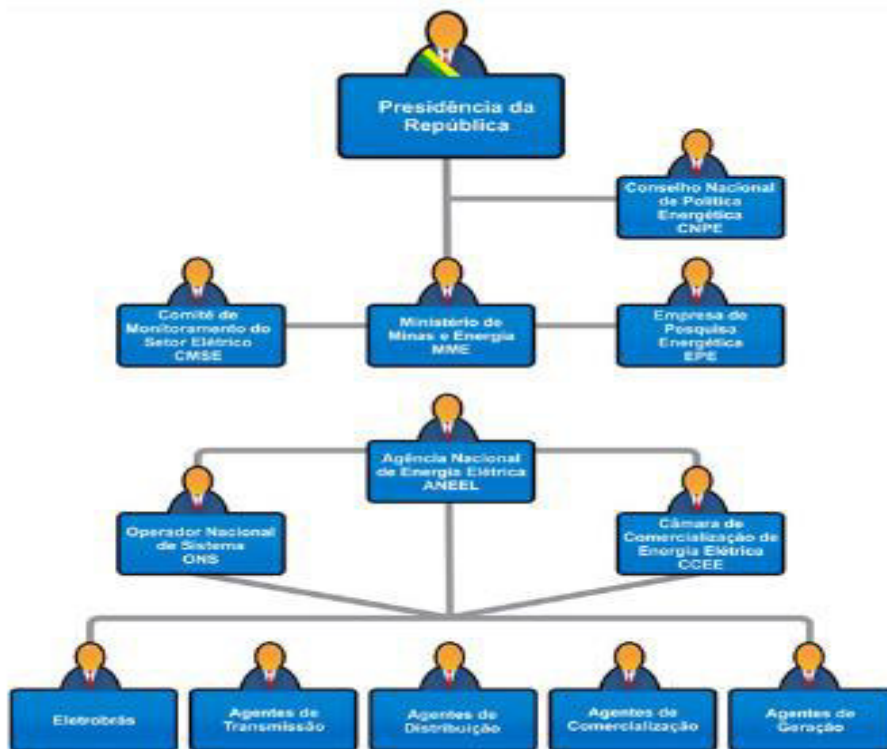 Presidência da
República
Conselho Nacional
de Política
Energética
CNPE
Comitê de
Monitoramento do
Setor Elétrico
CMSE
Ministério de
Minas e Energia
MME
Empresa de
Pesquisa
Energética
EPE
Agência Nacional
de Energia Elétrica
ANEEL
Operador Nacional
de Sistema
ONS
Câmara de
Comercialização de
Energia Elétrica
CCEE
Eletrobrás
Agentes de
Transmissão
Agentes de
Distribuição
Agentes de
Comercialização
Agentes de
Geração